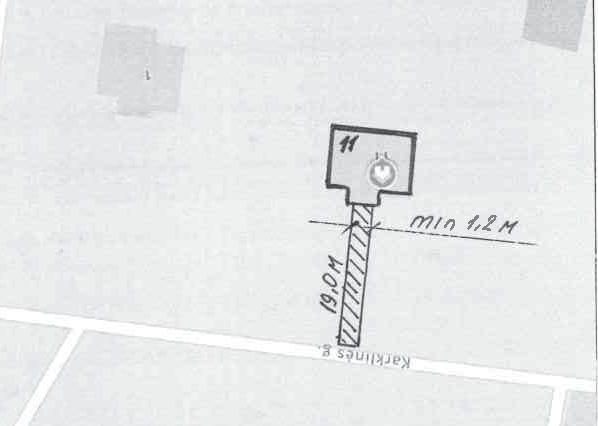 11
min 1,2 м
19,0 м
Karklinės g.